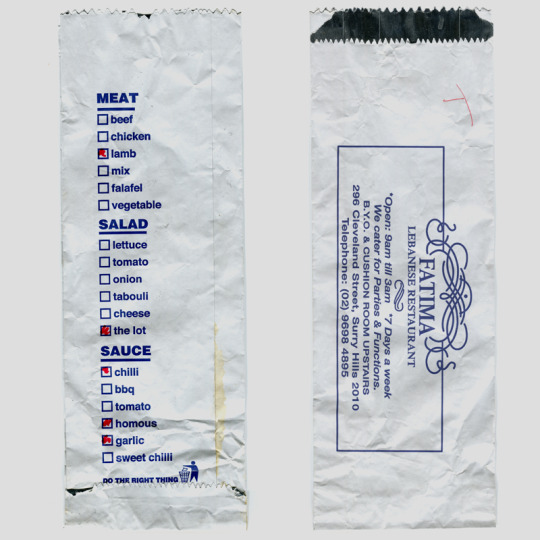 MEAT
beef
chicken
lamb
mix
falafel
vegetable
SALAD
lettuce
tomato
onion
tabouli
cheese
the lot
SAUCE
chilli
bbq
tomato
homous
garlic
sweet chilli
DO THE RIGHT THING
T
FATIMA
LEBANESE RESTAURANT
*Open: 9am till 3am *7 Days a week
We cater for Parties & Functions.
B.Y.O. & CUSHION ROOM UPSTAIRS
296 Cleveland Street, Surry Hills 2010
Telephone: (02) 9698 4895